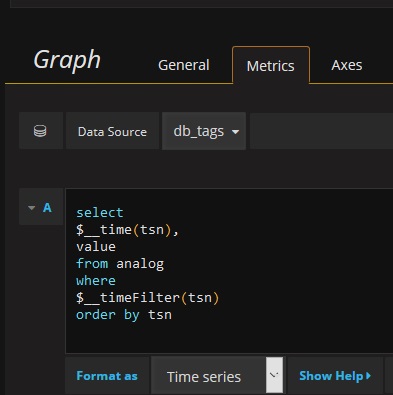 Graph General Metrics Axes
Data Source db_tags
A
select
$__time(tsn),
value
from analog
where
$__timeFilter(tsn)
order by tsn
Format as Time series Show Help